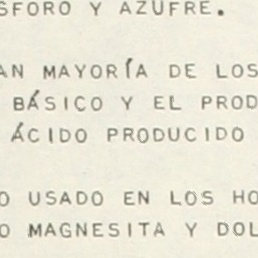 SFORO Y AZUFRE.
AN MAYORÍA DE LOS
BÁSICO Y EL PROD
ÁCIDO PRODUCIDO
O USADO EN LOS HO
O MAGNESITA Y DOL